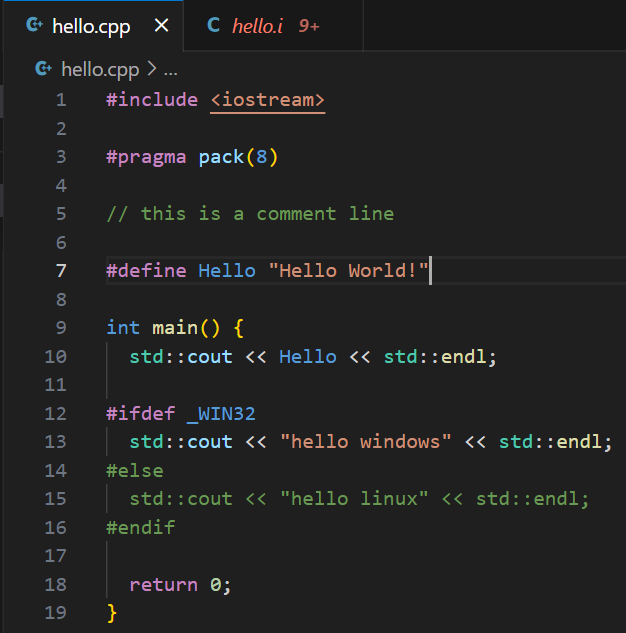 hello.cpp × hello.i 9+
hello.cpp > ...
1 #include <iostream>
2
3 #pragma pack(8)
4
5 // this is a comment line
6
7 #define Hello "Hello World!"
8
9 int main() {
10   std::cout << Hello << std::endl;
11
12 #ifdef _WIN32
13   std::cout << "hello windows" << std::endl;
14 #else
15   std::cout << "hello linux" << std::endl;
16 #endif
17
18   return 0;
19 }